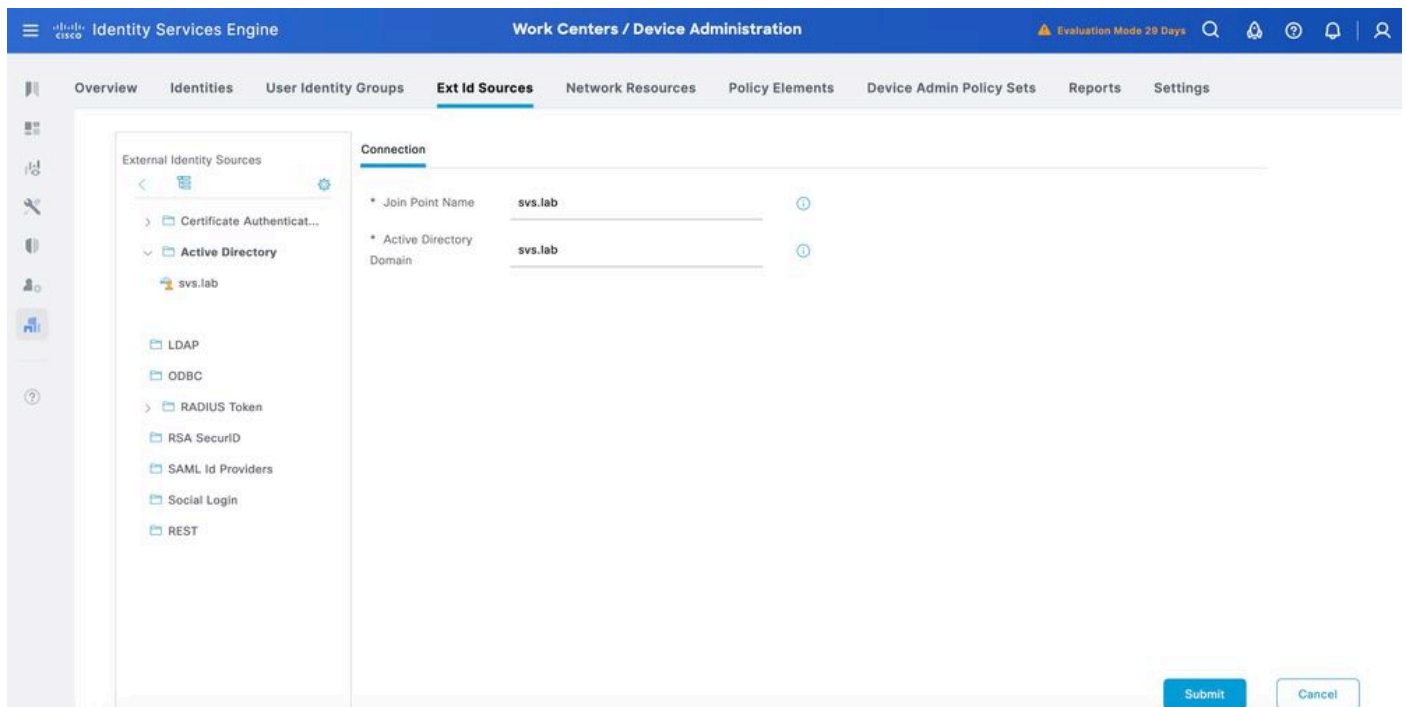 cisco Identity Services Engine
Work Centers / Device Administration
Evaluation Mode 29 Days
Overview Identities User Identity Groups Ext Id Sources Network Resources Policy Elements Device Admin Policy Sets Reports Settings
External Identity Sources
Certificate Authenticat...
Active Directory
svs.lab
LDAP
ODBC
RADIUS Token
RSA SecurID
SAML Id Providers
Social Login
REST
Connection
* Join Point Name svs.lab
* Active Directory
Domain svs.lab
Submit Cancel